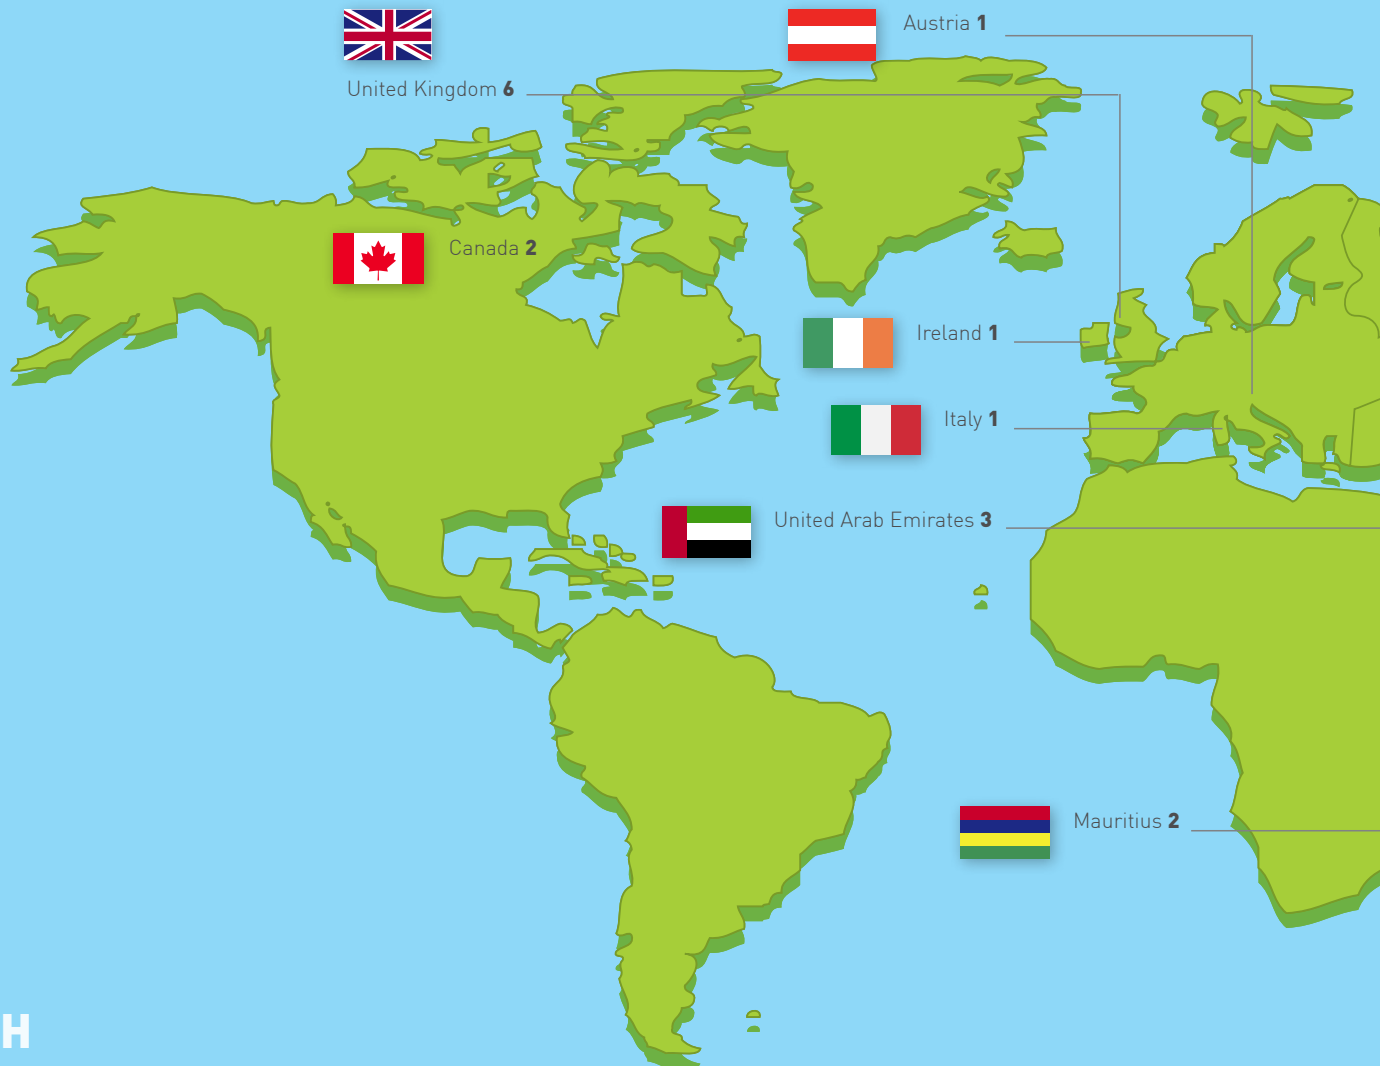 Austria 1
United Kingdom 6
Canada 2
Ireland 1
Italy 1
United Arab Emirates 3
Mauritius 2
H